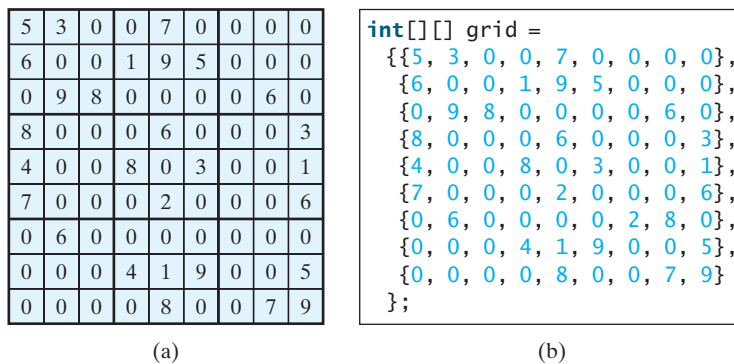 5 3 0 0 7 0 0 0 0
6 0 0 1 9 5 0 0 0
0 9 8 0 0 0 0 6 0
8 0 0 0 6 0 0 0 3
4 0 0 8 0 3 0 0 1
7 0 0 0 2 0 0 0 6
0 6 0 0 0 0 0 0 0
0 0 0 4 1 9 0 0 5
0 0 0 0 8 0 0 7 9
(a)
int[][] grid =
{{5, 3, 0, 0, 7, 0, 0, 0, 0},
{6, 0, 0, 1, 9, 5, 0, 0, 0},
{0, 9, 8, 0, 0, 0, 0, 6, 0},
{8, 0, 0, 0, 6, 0, 0, 0, 3},
{4, 0, 0, 8, 0, 3, 0, 0, 1},
{7, 0, 0, 0, 2, 0, 0, 0, 6},
{0, 6, 0, 0, 0, 0, 2, 8, 0},
{0, 0, 0, 4, 1, 9, 0, 0, 5},
{0, 0, 0, 0, 8, 0, 0, 7, 9}
};
(b)